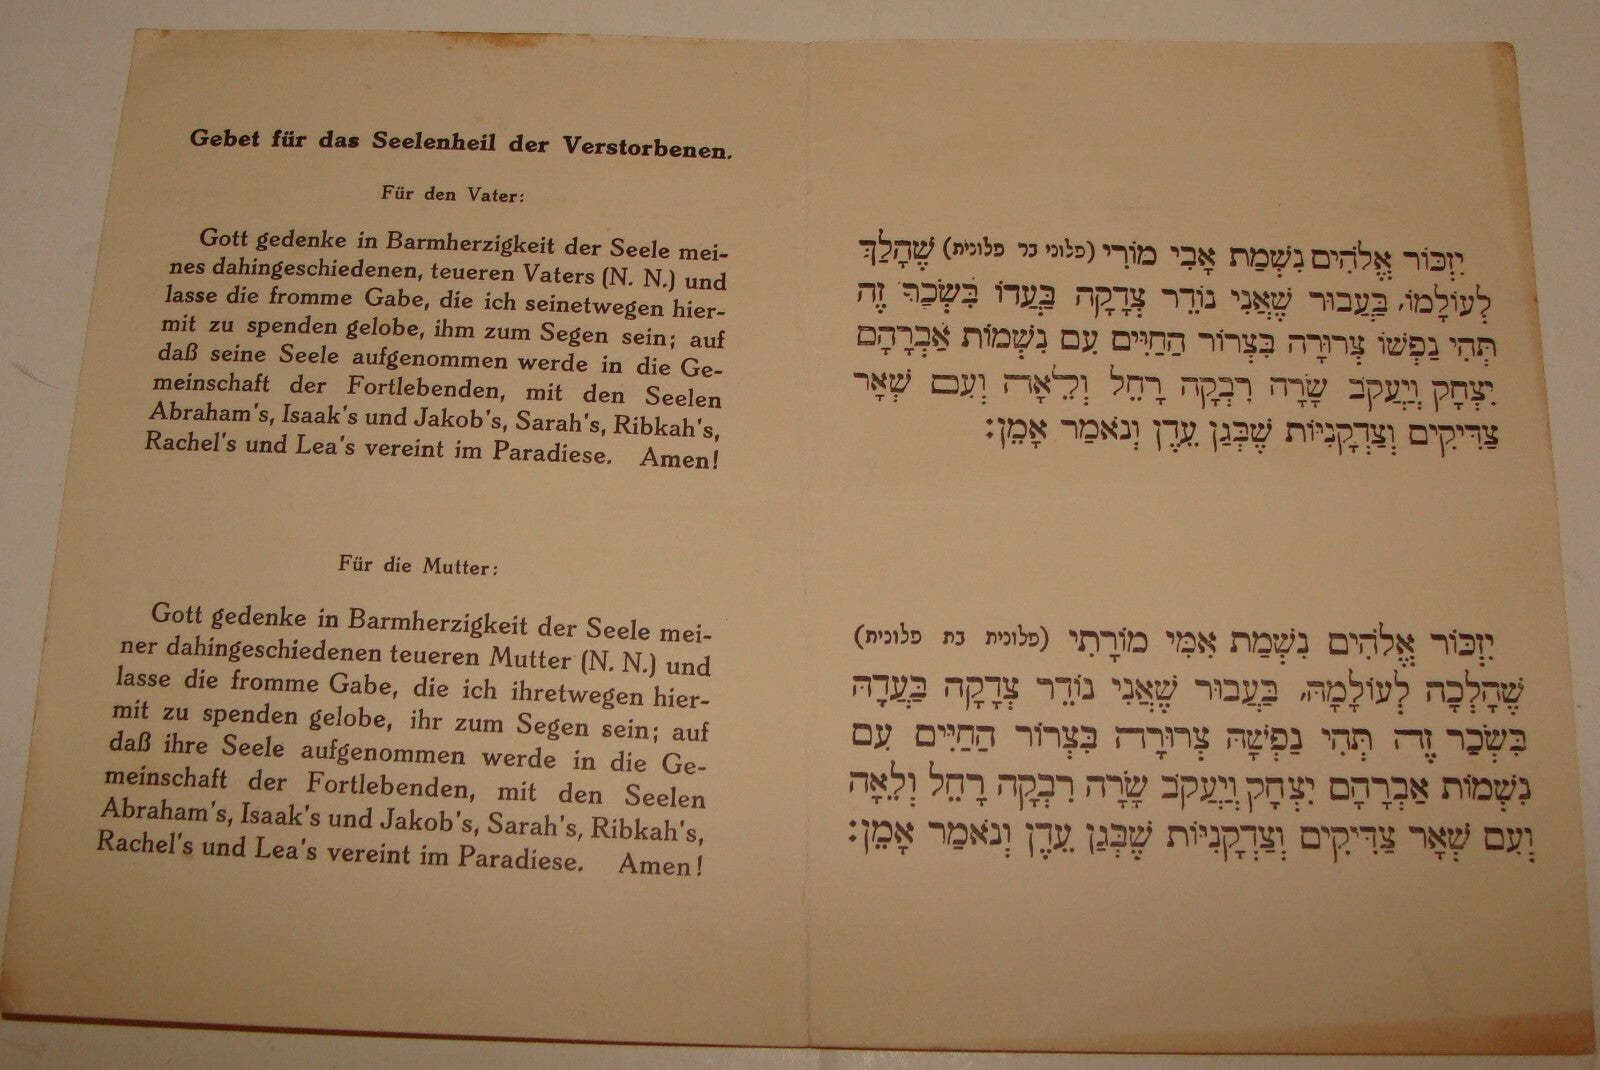 Gebet für das Seelenheil der Verstorbenen.
Für den Vater:
Gott gedenke in Barmherzigkeit der Seele mei-
nes dahingeschiedenen, teueren Vaters (N. N.) und
lasse die fromme Gabe, die ich seinetwegen hier-
mit zu spenden gelobe, ihm zum Segen sein; auf
daß seine Seele aufgenommen werde in die Ge-
meinschaft der Fortlebenden, mit den Seelen
Abraham's, Isaak's und Jakob's, Sarah's, Ribkah's,
Rachel's und Lea's vereint im Paradiese. Amen!
Für die Mutter:
Gott gedenke in Barmherzigkeit der Seele mei-
ner dahingeschiedenen teueren Mutter (N. N.) und
lasse die fromme Gabe, die ich ihretwegen hier-
mit zu spenden gelobe, ihr zum Segen sein; auf
daß ihre Seele aufgenommen werde in die Ge-
meinschaft der Fortlebenden, mit den Seelen
Abraham's, Isaak's und Jakob's, Sarah's, Ribkah's,
Rachel's und Lea's vereint im Paradiese. Amen!
יִזְכּוֹר אֱלֹהִים נִשְׁמַת אָבִי מוֹרִי (פלוני בר פלונית) שֶׁהָלַךְ
לְעוֹלָמוֹ, בַּעֲבוּר שֶׁאֲנִי נוֹדֵר צְדָקָה בַּעֲדוֹ בִּשְׂכַר זֶה
תְּהִי נַפְשׁוֹ צְרוּרָה בִּצְרוֹר הַחַיִּים עִם נִשְׁמוֹת אַבְרָהָם
יִצְחָק וְיַעֲקֹב שָׂרָה רִבְקָה רָחֵל וְלֵאָה וְעִם שְׁאָר
צַדִּיקִים וְצַדְקָנִיּוֹת שֶׁבְּגַן עֵדֶן וְנֹאמַר אָמֵן:
יִזְכּוֹר אֱלֹהִים נִשְׁמַת אִמִּי מוֹרָתִי (פלונית בת פלונית)
שֶׁהָלְכָה לְעוֹלָמָהּ, בַּעֲבוּר שֶׁאֲנִי נוֹדֵר צְדָקָה בַּעֲדָהּ
בִּשְׂכַר זֶה תְּהִי נַפְשָׁהּ צְרוּרָה בִּצְרוֹר הַחַיִּים עִם
נִשְׁמוֹת אַבְרָהָם יִצְחָק וְיַעֲקֹב שָׂרָה רִבְקָה רָחֵל וְלֵאָה
וְעִם שְׁאָר צַדִּיקִים וְצַדְקָנִיּוֹת שֶׁבְּגַן עֵדֶן וְנֹאמַר אָמֵן: